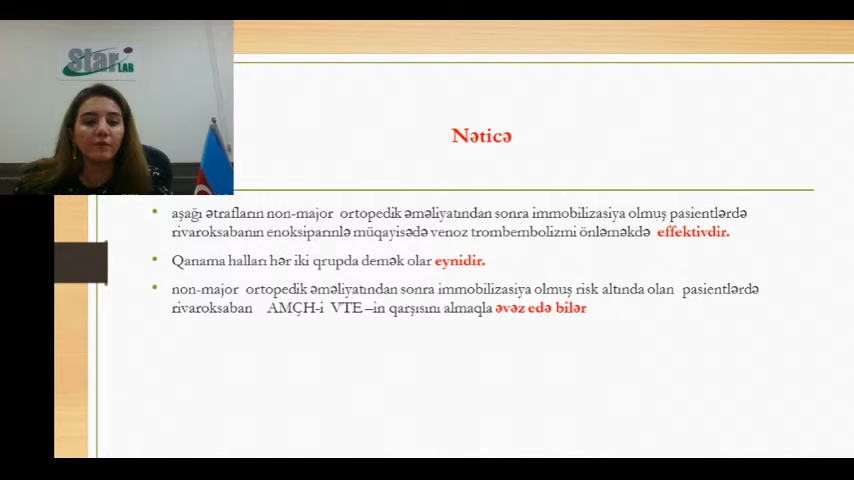 Star
LAB
Nəticə
• aşağı ətrafların non-major ortopedik əməliyatından sonra immobilizasiya olmuş pasientlərdə
rivaroksabanın enoksiparinlə müqayisədə venoz trombembolizmi önləməkdə effektivdir.
• Qanama halları hər iki qrupda demək olar eynidir.
• non-major ortopedik əməliyatından sonra immobilizasiya olmuş risk altında olan pasientlərdə
rivaroksaban AMÇH-i VTE –in qarşısını almaqla əvəz edə bilər